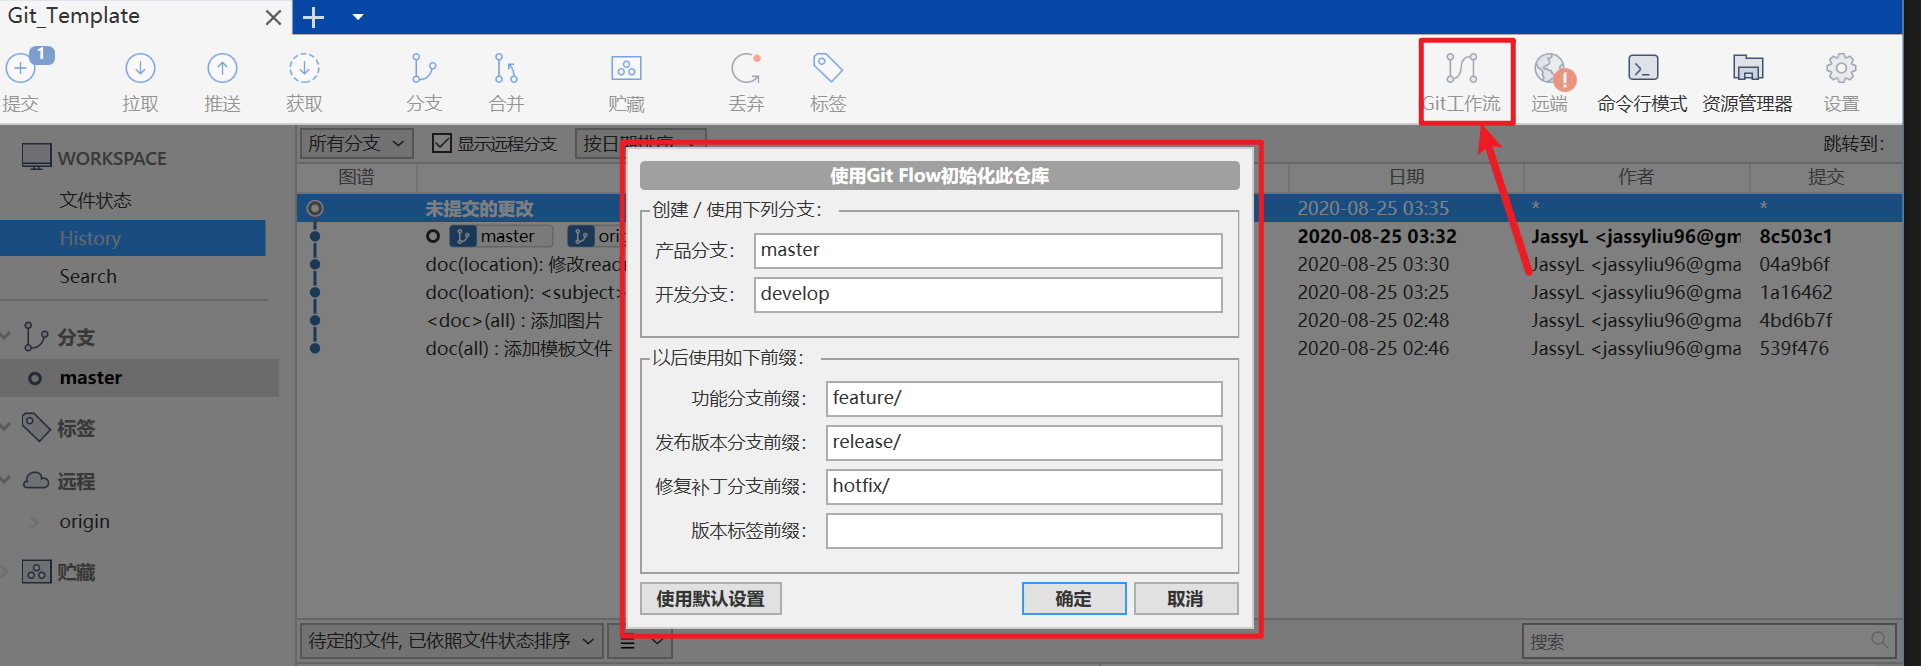 Git_Template
1
提交
拉取
推送
获取
分支
合并
贮藏
丢弃
标签
Git工作流
远端
命令行模式
资源管理器
设置
WORKSPACE
文件状态
History
Search
分支
master
标签
远程
origin
贮藏
所有分支
显示远程分支
按日期排序
跳转到:
图谱
日期
作者
提交
未提交的更改
2020-08-25 03:35
*
*
master
2020-08-25 03:32
JassyL <jassyliu96@gm
8c503c1
doc(location): 修改
2020-08-25 03:30
JassyL <jassyliu96@gma
04a9b6f
doc(loation): <subject>
2020-08-25 03:25
JassyL <jassyliu96@gma
1a16462
<doc>(all) : 添加图片
2020-08-25 02:48
JassyL <jassyliu96@gma
4bd6b7f
doc(all) : 添加模板文件
2020-08-25 02:46
JassyL <jassyliu96@gma
539f476
使用Git Flow初始化此仓库
创建 / 使用下列分支：
产品分支： master
开发分支： develop
以后使用如下前缀：
功能分支前缀： feature/
发布版本分支前缀： release/
修复补丁分支前缀： hotfix/
版本标签前缀：
使用默认设置
确定
取消
待定的文件, 已依照文件状态排序
搜索